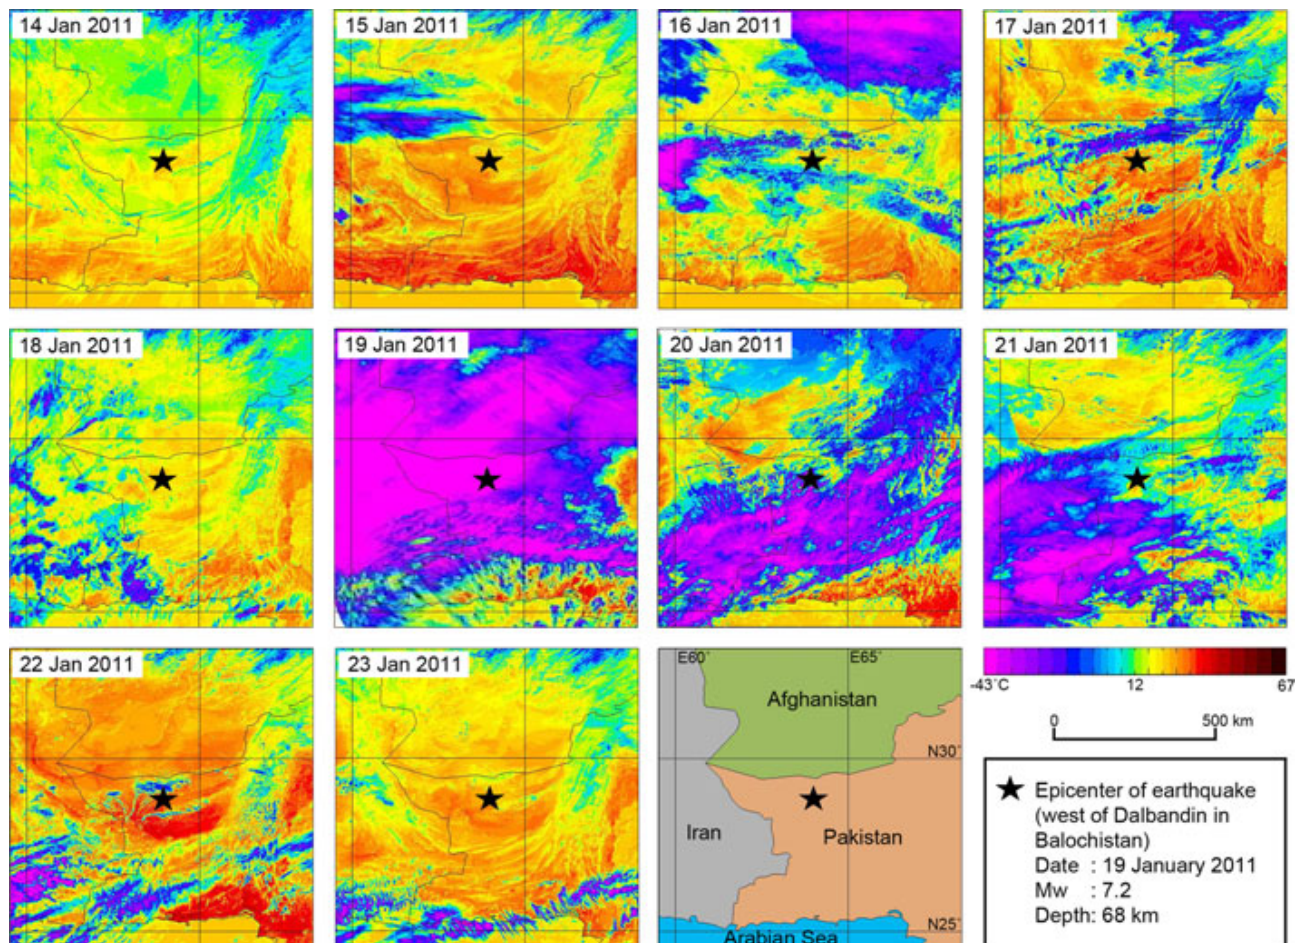 14 Jan 2011
15 Jan 2011
16 Jan 2011
17 Jan 2011
18 Jan 2011
19 Jan 2011
20 Jan 2011
21 Jan 2011
22 Jan 2011
23 Jan 2011
E60˚
E65˚
Afghanistan
N30˚
Iran
Pakistan
N25˚
Arabian Sea
-43˚C
12
67
0
500 km
Epicenter of earthquake
(west of Dalbandin in
Balochistan)
Date : 19 January 2011
Mw : 7.2
Depth: 68 km